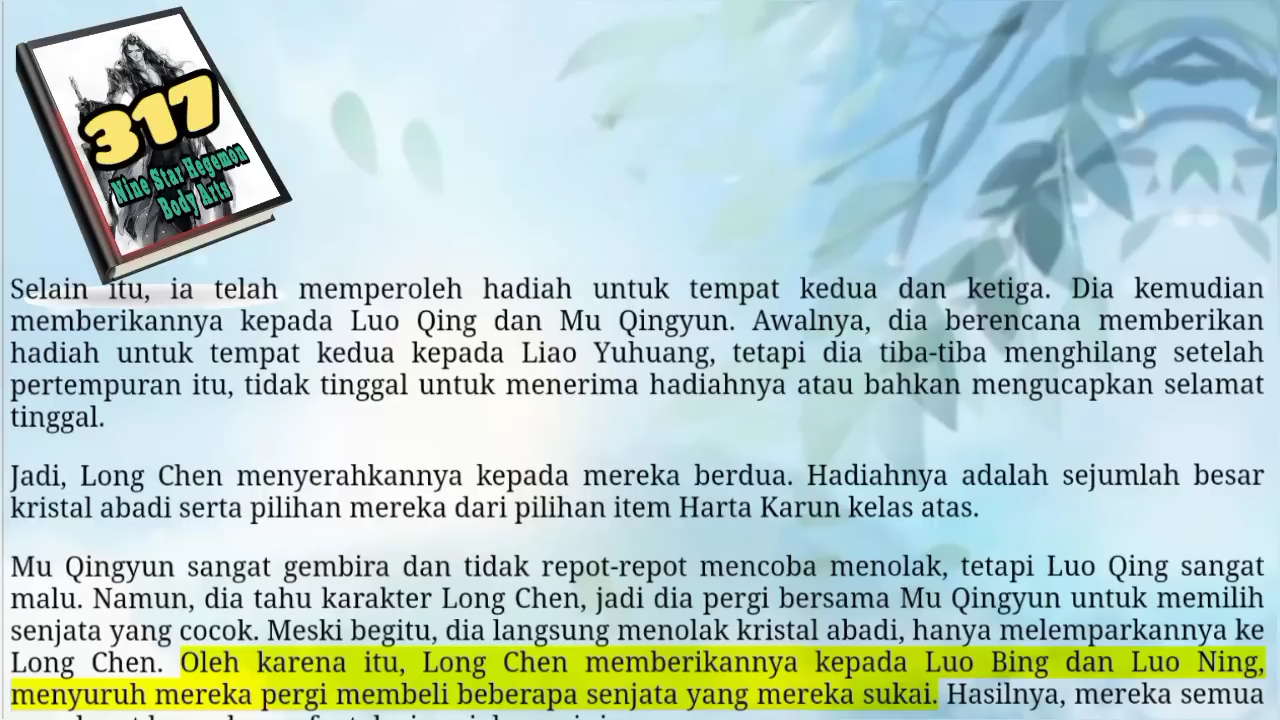 317
Nine Star Hegemon
Body Arts
Selain itu, ia telah memperoleh hadiah untuk tempat kedua dan ketiga. Dia kemudian
memberikannya kepada Luo Qing dan Mu Qingyun. Awalnya, dia berencana memberikan
hadiah untuk tempat kedua kepada Liao Yuhuang, tetapi dia tiba-tiba menghilang setelah
pertempuran itu, tidak tinggal untuk menerima hadiahnya atau bahkan mengucapkan selamat
tinggal.
Jadi, Long Chen menyerahkannya kepada mereka berdua. Hadiahnya adalah sejumlah besar
kristal abadi serta pilihan mereka dari pilihan item Harta Karun kelas atas.
Mu Qingyun sangat gembira dan tidak repot-repot mencoba menolak, tetapi Luo Qing sangat
malu. Namun, dia tahu karakter Long Chen, jadi dia pergi bersama Mu Qingyun untuk memilih
senjata yang cocok. Meski begitu, dia langsung menolak kristal abadi, hanya melemparkannya ke
Long Chen. Oleh karena itu, Long Chen memberikannya kepada Luo Bing dan Luo Ning,
menyuruh mereka pergi membeli beberapa senjata yang mereka sukai. Hasilnya, mereka semua